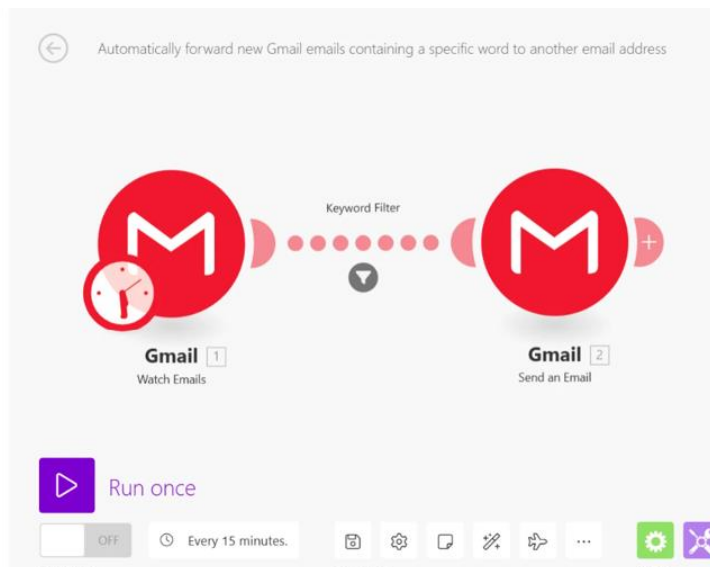 Automatically forward new Gmail emails containing a specific word to another email address
Keyword Filter
Gmail 1
Watch Emails
Gmail 2
Send an Email
Run once
OFF
Every 15 minutes.